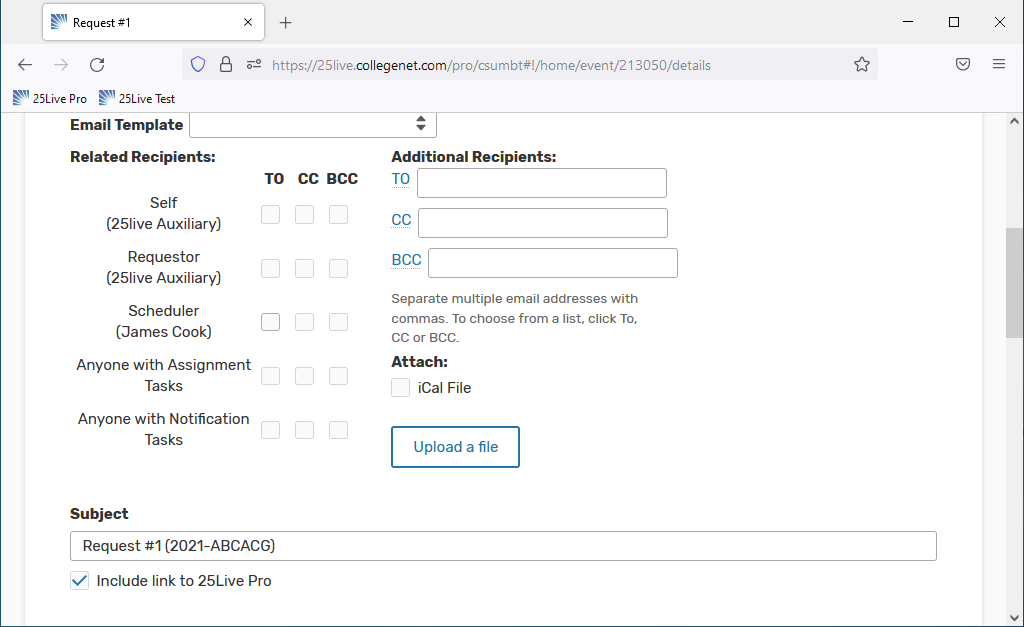 Request #1
https://25live.collegenet.com/pro/csumbt#!/home/event/213050/details
25Live Pro 25Live Test
Email Template
Related Recipients:
TO CC BCC
Self
(25live Auxiliary)
Requestor
(25live Auxiliary)
Scheduler
(James Cook)
Anyone with Assignment
Tasks
Anyone with Notification
Tasks
Additional Recipients:
TO
CC
BCC
Separate multiple email addresses with
commas. To choose from a list, click To,
CC or BCC.
Attach:
iCal File
Upload a file
Subject
Request #1 (2021-ABCACG)
Include link to 25Live Pro